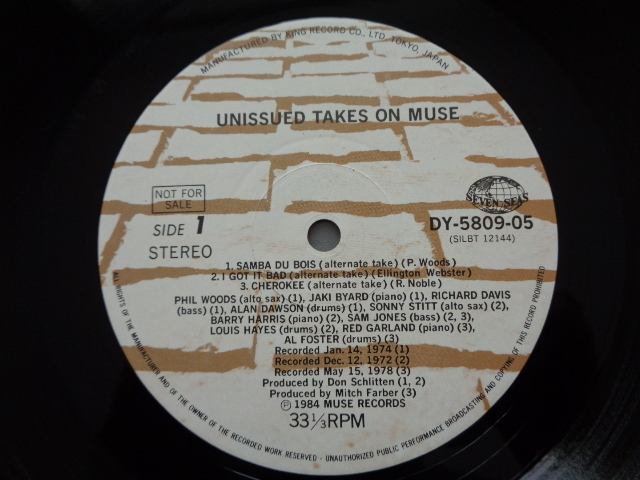 MANUFACTURED BY KING RECORD CO., LTD, TOKYO, JAPAN
UNISSUED TAKES ON MUSE
NOT FOR
SALE
SIDE 1
STEREO
SEVEN SEAS
DY-5809-05
(SILBT 12144)
1. SAMBA DU BOIS (alternate take) (P. Woods)
2. I GOT IT BAD (alternate take) (Ellington Webster)
3. CHEROKEE (alternate take) (R. Noble)
PHIL WOODS (alto sax) (1), JAKI BYARD (piano) (1), RICHARD DAVIS
(bass) (1), ALAN DAWSON (drums) (1), SONNY STITT (alto sax) (2),
BARRY HARRIS (piano) (2), SAM JONES (bass) (2, 3),
LOUIS HAYES (drums) (2), RED GARLAND (piano) (3),
AL FOSTER (drums) (3)
Recorded Jan. 14, 1974 (1)
Recorded Dec. 12, 1972 (2)
Recorded May 15, 1978 (3)
Produced by Don Schlitten (1, 2)
Produced by Mitch Farber (3)
Ⓟ 1984 MUSE RECORDS
33⅓RPM
ALL RIGHTS OF THE MANUFACTURER AND OF THE OWNER OF THE RECORDED WORK RESERVED - UNAUTHORIZED PUBLIC PERFORMANCE BROADCASTING AND COPYING OF THIS RECORD PROHIBITED